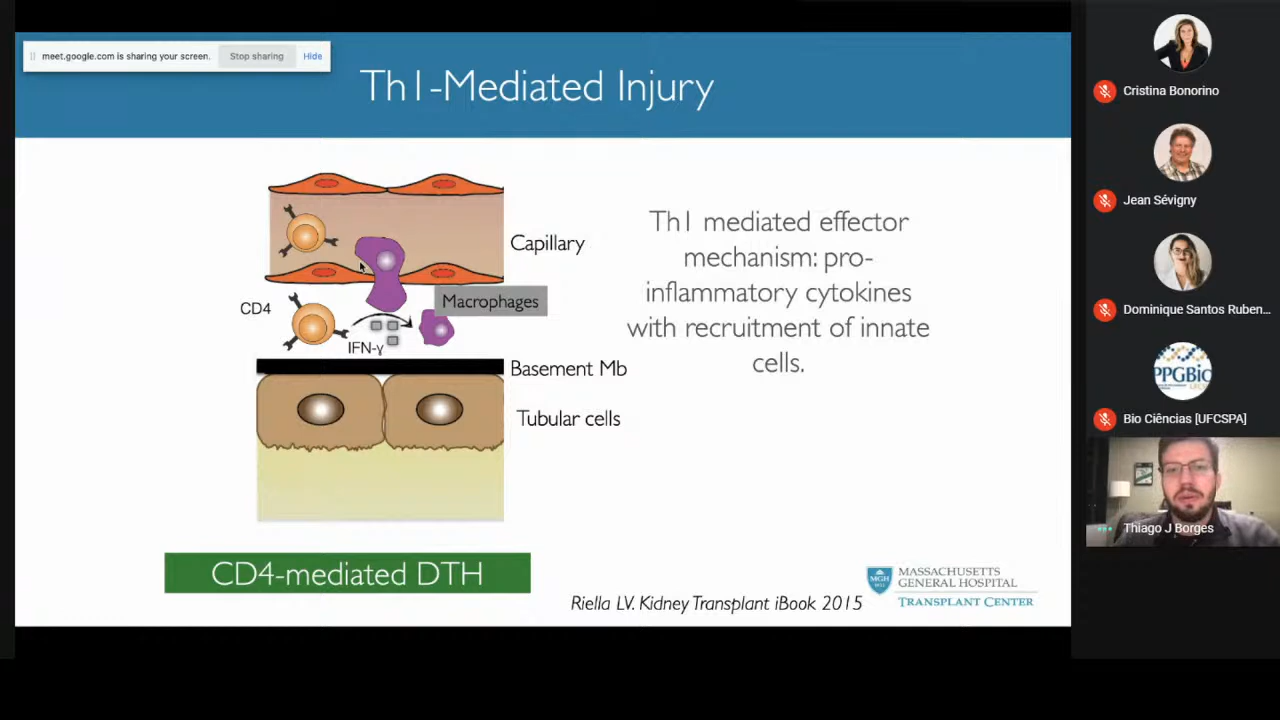 meet.google.com is sharing your screen.
Stop sharing
Hide
Th1-Mediated Injury
Capillary
Macrophages
CD4
IFN-γ
Basement Mb
Tubular cells
CD4-mediated DTH
Th1 mediated effector
mechanism: pro-
inflammatory cytokines
with recruitment of innate
cells.
Riella LV. Kidney Transplant iBook 2015
MGH
1811
MASSACHUSETTS
GENERAL HOSPITAL
TRANSPLANT CENTER
Cristina Bonorino
Jean Sévigny
Dominique Santos Ruben...
PPGBio
Bio Ciências [UFCSPA]
Thiago J Borges